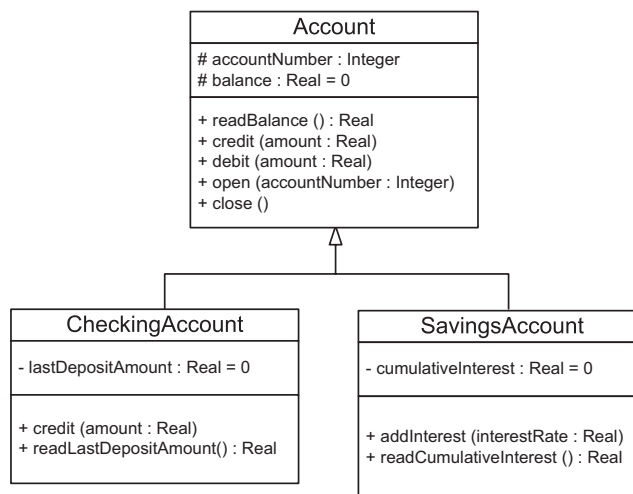 Account
# accountNumber : Integer
# balance : Real = 0
+ readBalance () : Real
+ credit (amount : Real)
+ debit (amount : Real)
+ open (accountNumber : Integer)
+ close ()
CheckingAccount
- lastDepositAmount : Real = 0
+ credit (amount : Real)
+ readLastDepositAmount() : Real
SavingsAccount
- cumulativeInterest : Real = 0
+ addInterest (interestRate : Real)
+ readCumulativeInterest () : Real